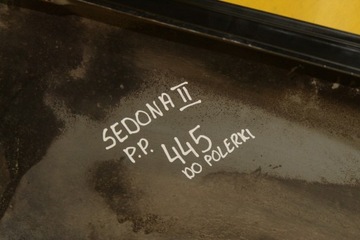 SEDONA II
P.P. 445
DO POLERKI